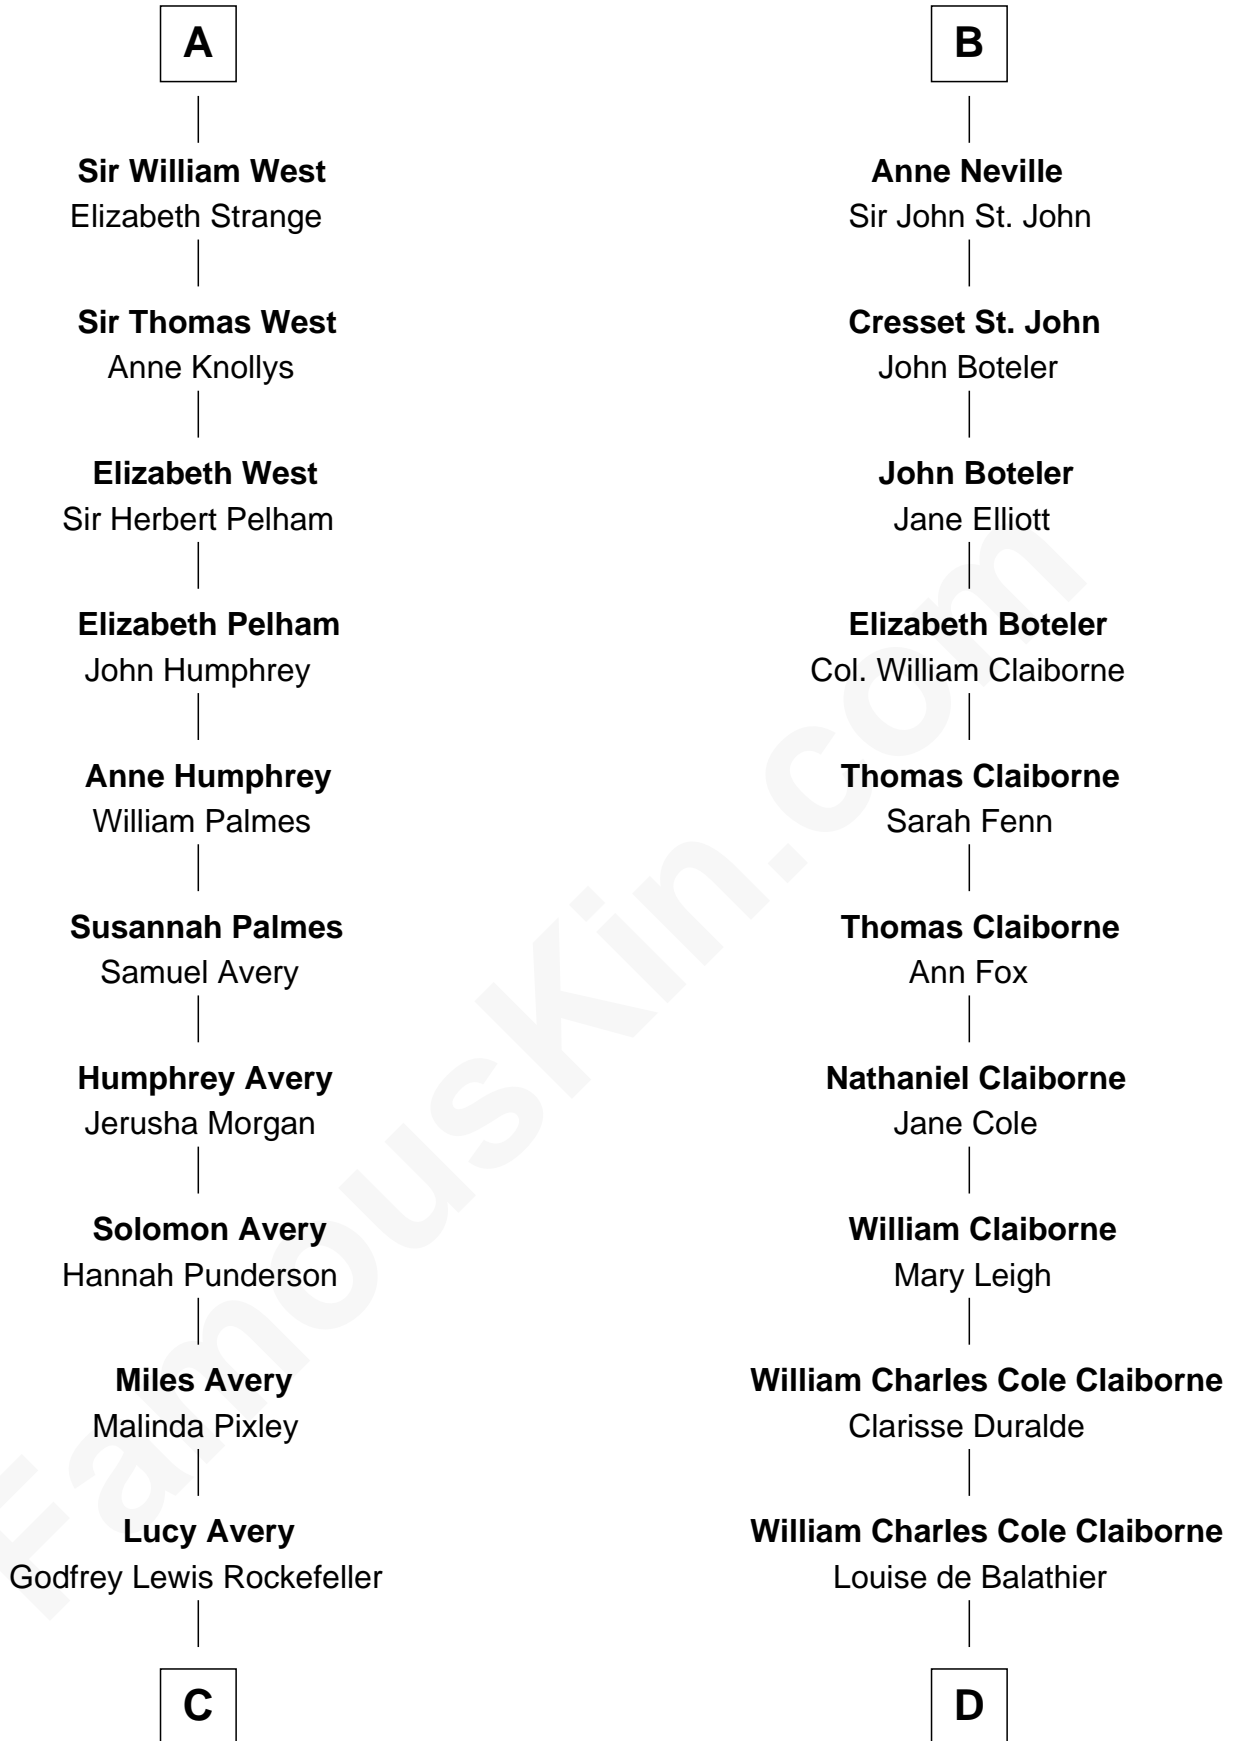 A
Sir William West
Elizabeth Strange
Sir Thomas West
Anne Knollys
Elizabeth West
Sir Herbert Pelham
Elizabeth Pelham
John Humphrey
Anne Humphrey
William Palmes
Susannah Palmes
Samuel Avery
Humphrey Avery
Jerusha Morgan
Solomon Avery
Hannah Punderson
Miles Avery
Malinda Pixley
Lucy Avery
Godfrey Lewis Rockefeller
C
B
Anne Neville
Sir John St. John
Cresset St. John
John Boteler
John Boteler
Jane Elliott
Elizabeth Boteler
Col. William Claiborne
Thomas Claiborne
Sarah Fenn
Thomas Claiborne
Ann Fox
Nathaniel Claiborne
Jane Cole
William Claiborne
Mary Leigh
William Charles Cole Claiborne
Clarisse Duralde
William Charles Cole Claiborne
Louise de Balathier
D
FamousKin.com